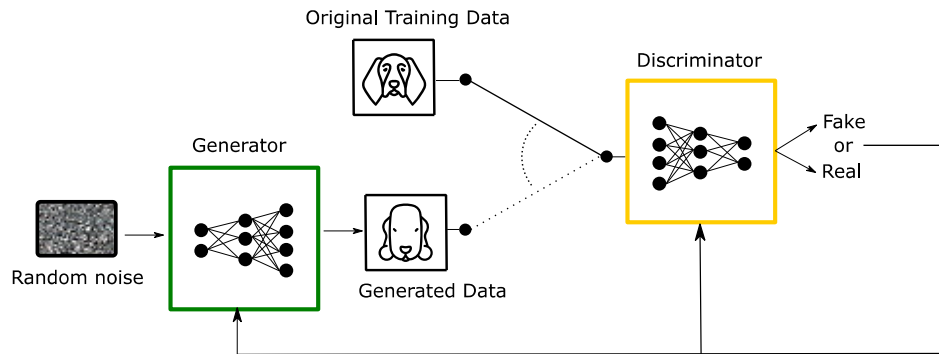 Original Training Data
Discriminator
Generator
Fake
or
Real
Random noise
Generated Data